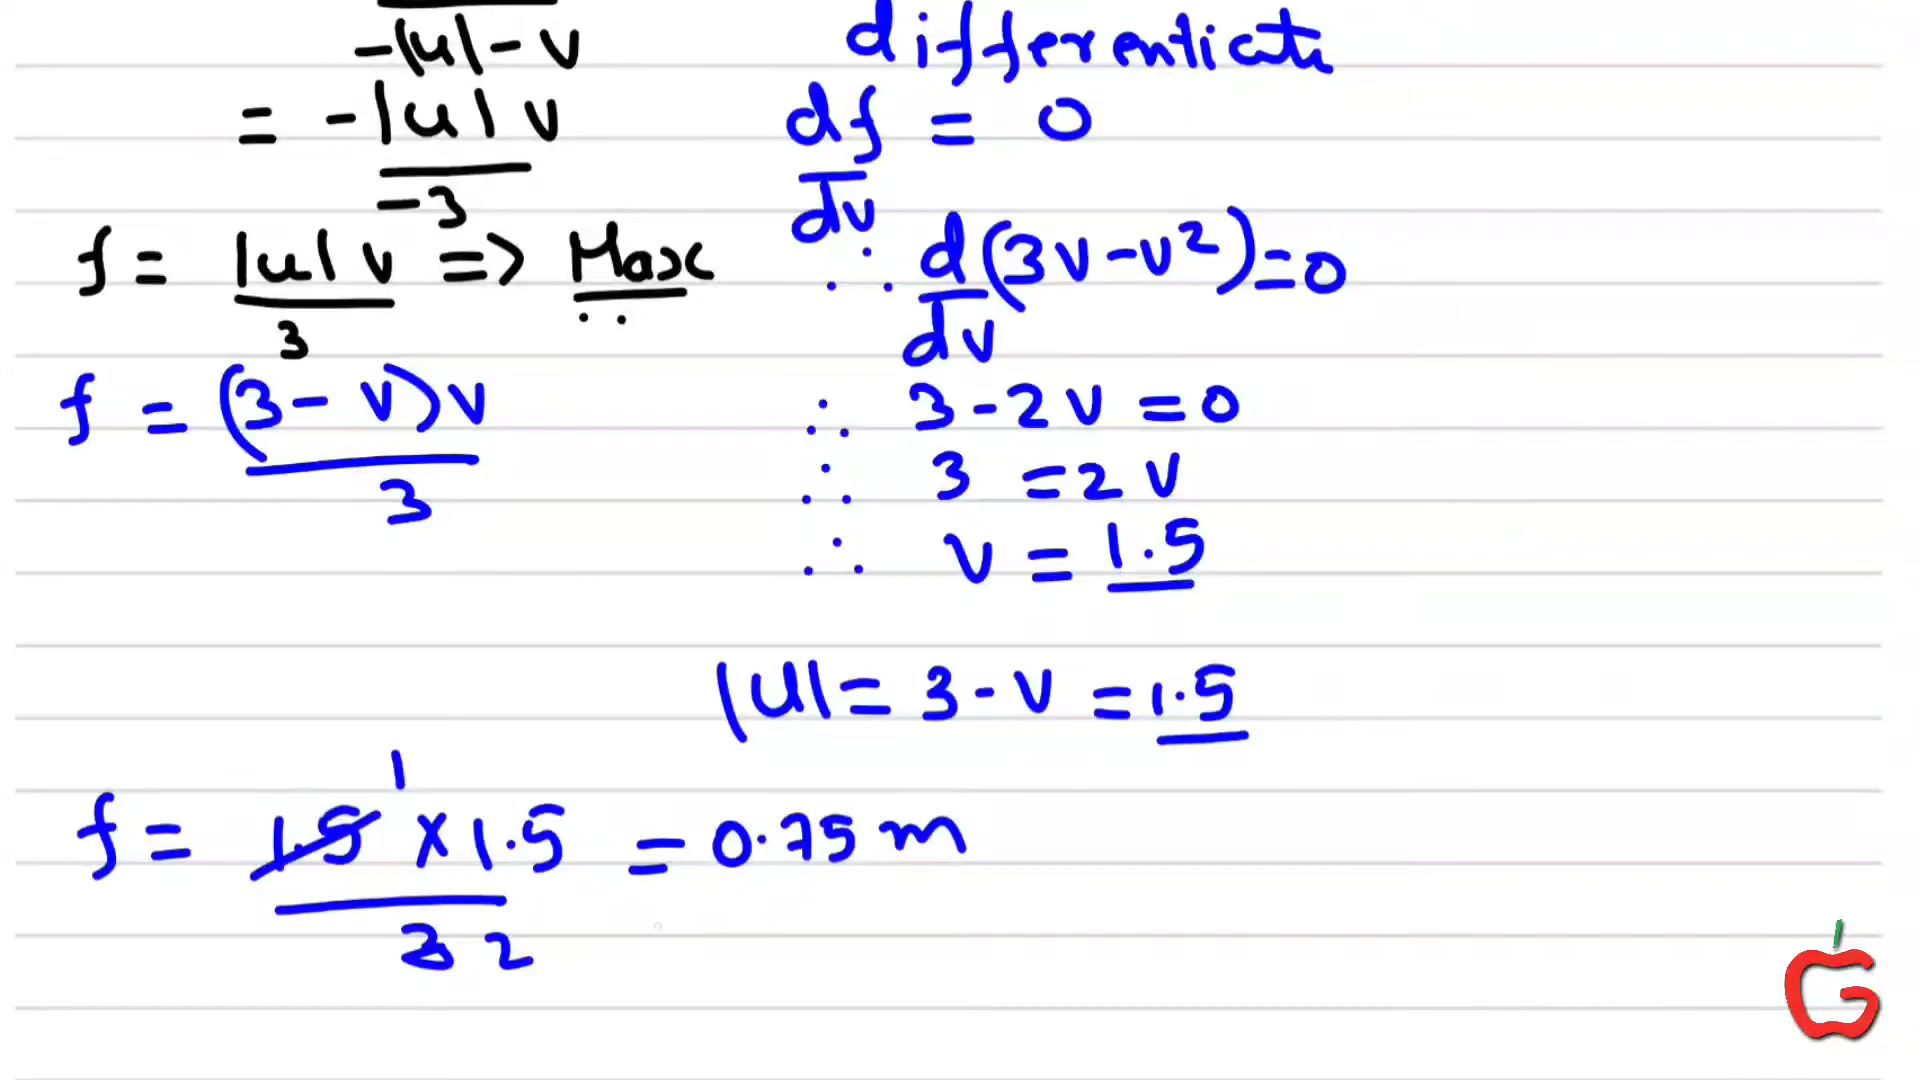 -|u|-v
= -|u|v
-3
f = |u|v => Max
3
f = (3-v)v
3
differentiate
df = 0
dv
∴ d(3v-v²)=0
dv
∴ 3-2v=0
∴ 3 =2v
∴ v = 1.5
|u|= 3-v =1.5
1
f = 1.5 x 1.5 = 0.75 m
3 2
G